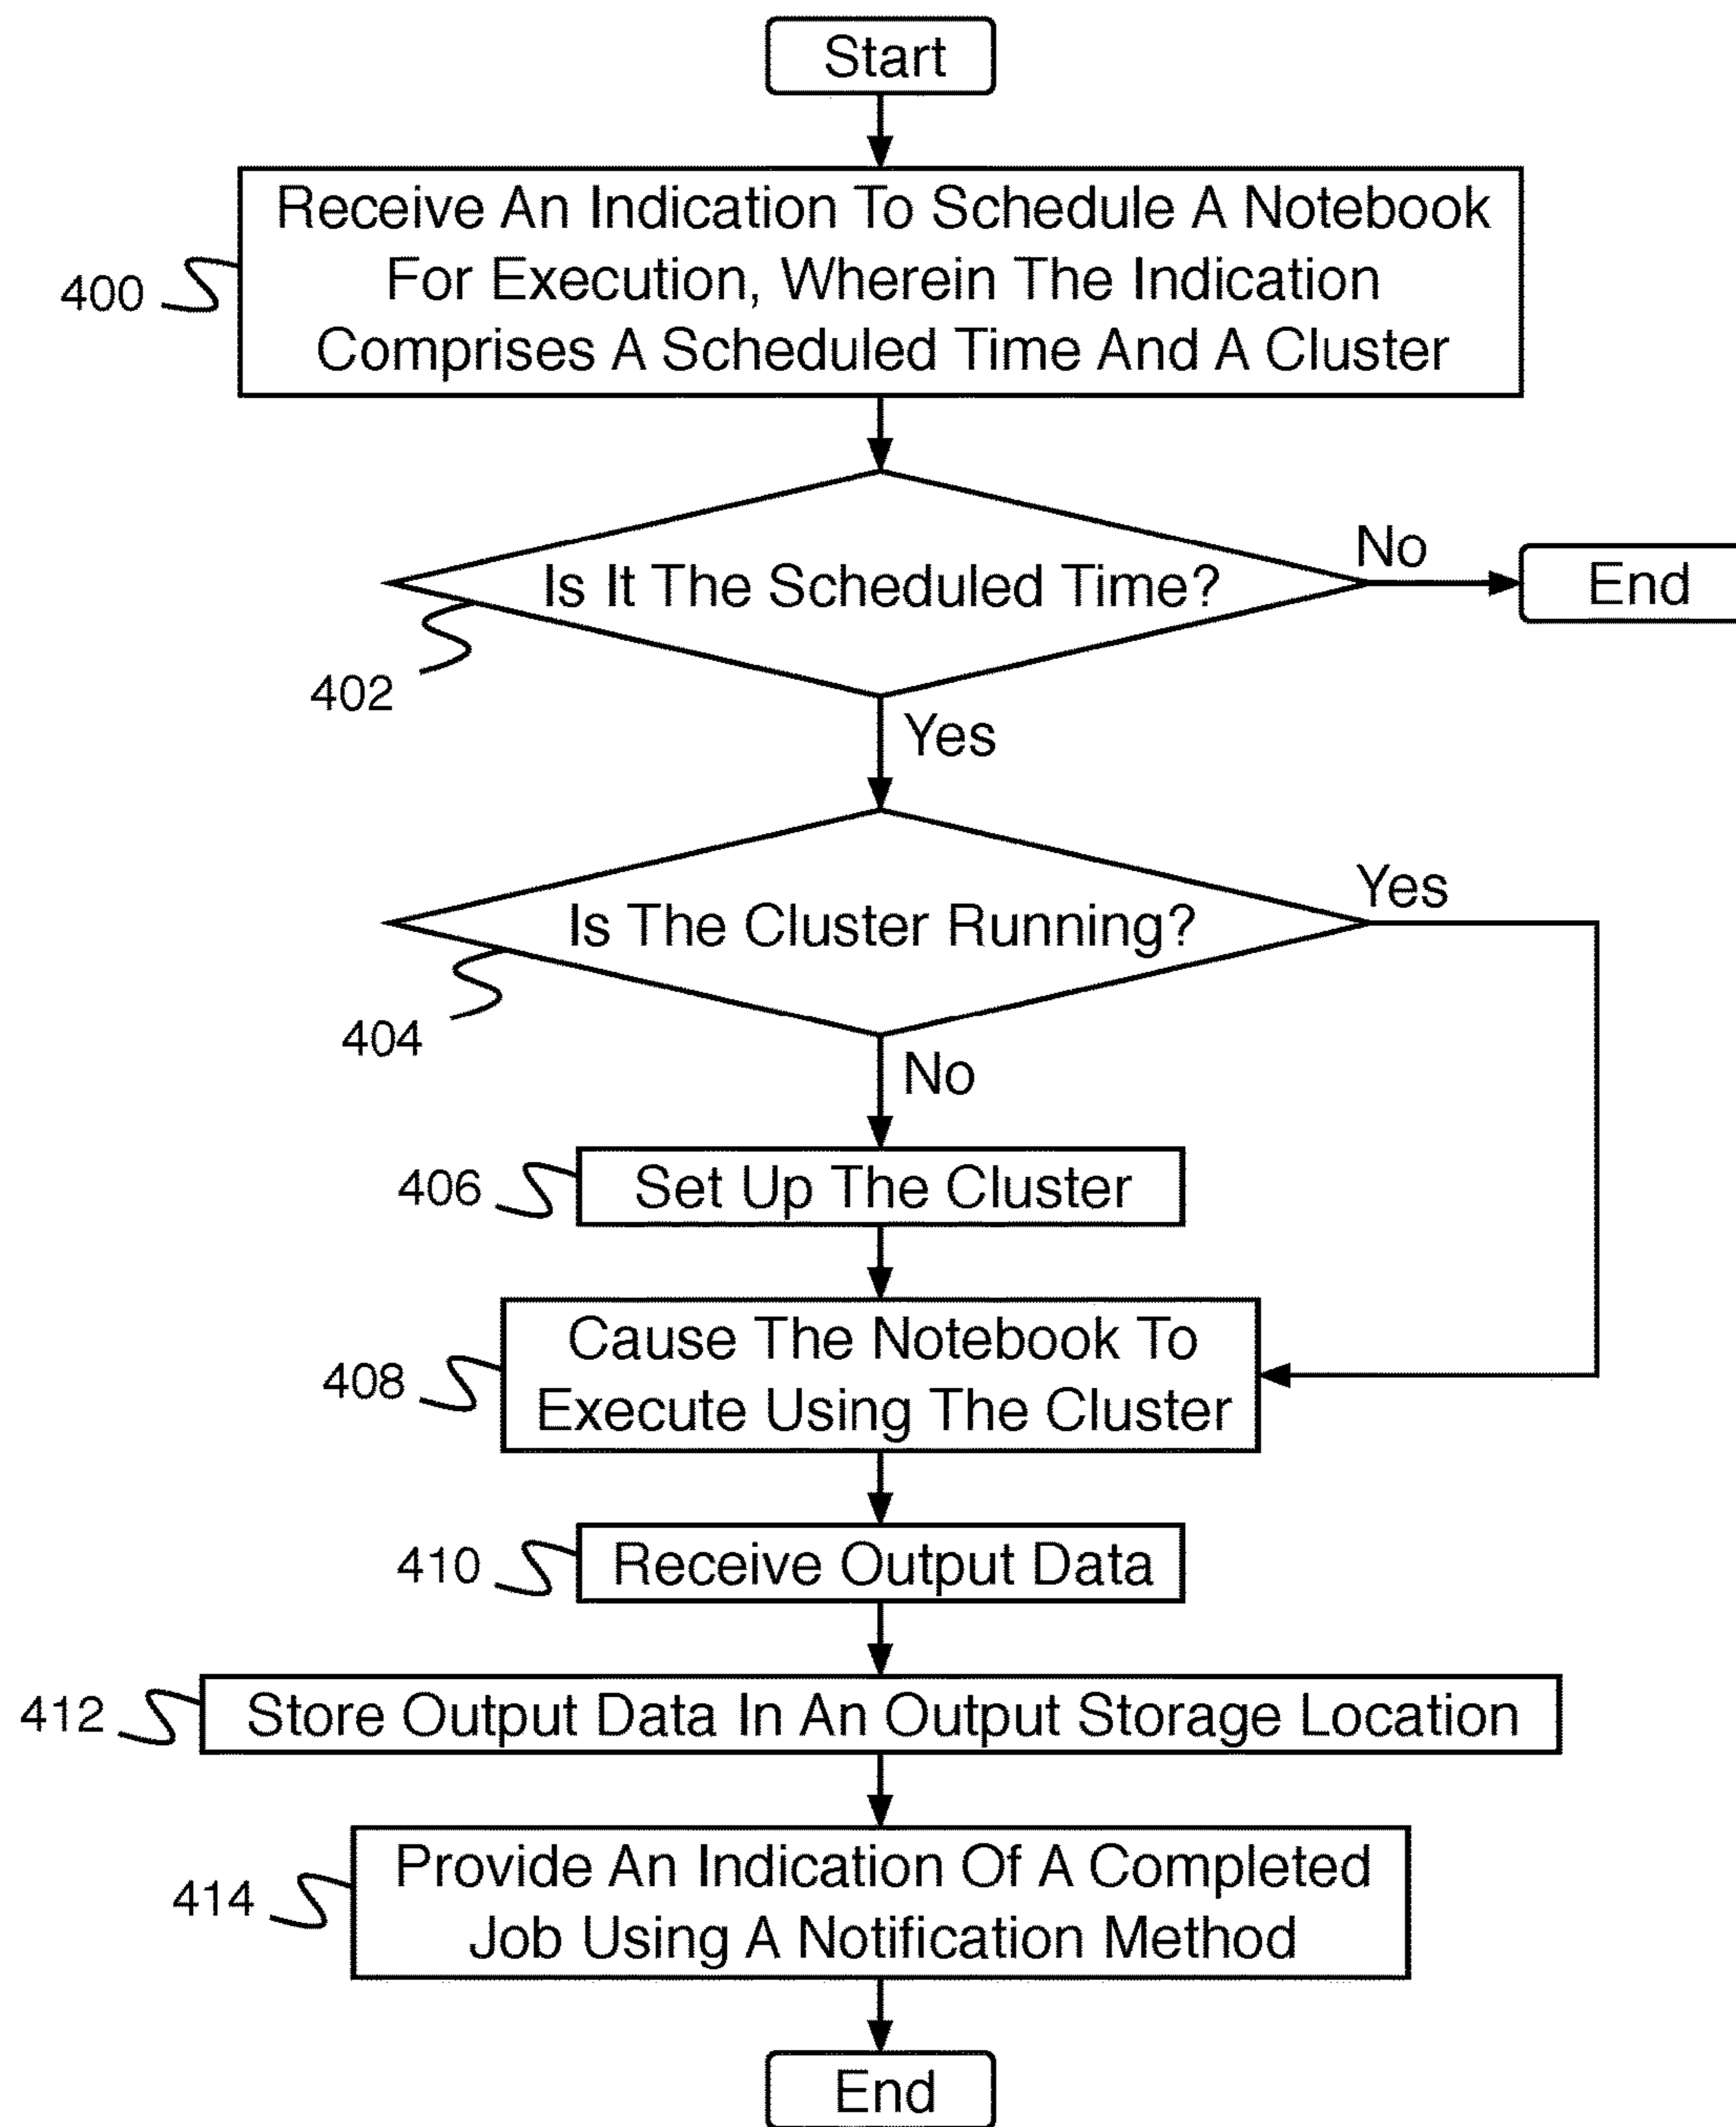 Start
Receive An Indication To Schedule A Notebook
For Execution, Wherein The Indication
Comprises A Scheduled Time And A Cluster
400
Is It The Scheduled Time?
No
End
402
Yes
Is The Cluster Running?
Yes
404
No
406
Set Up The Cluster
Cause The Notebook To
Execute Using The Cluster
408
410
Receive Output Data
412
Store Output Data In An Output Storage Location
Provide An Indication Of A Completed
Job Using A Notification Method
414
End